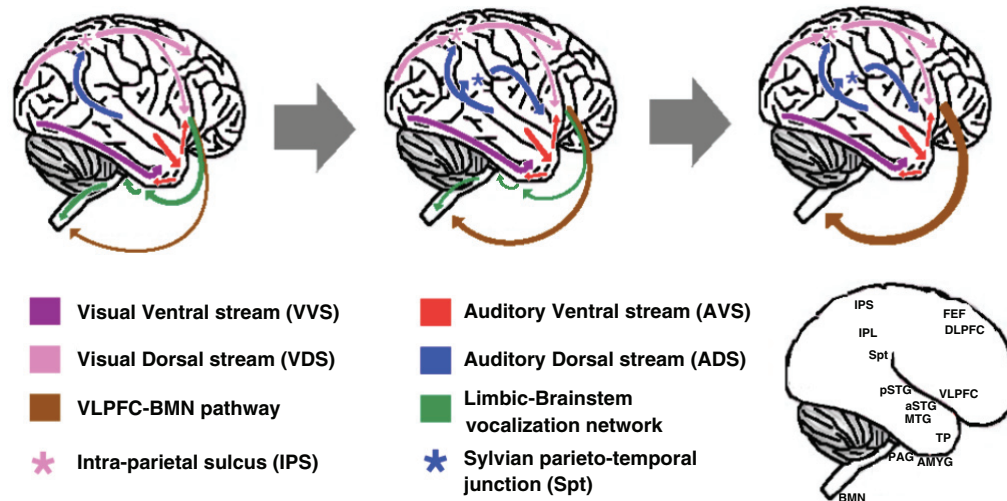 Visual Ventral stream (VVS)
Visual Dorsal stream (VDS)
VLPFC-BMN pathway
Intra-parietal sulcus (IPS)
Auditory Ventral stream (AVS)
Auditory Dorsal stream (ADS)
Limbic-Brainstem
vocalization network
Sylvian parieto-temporal
junction (Spt)
IPS
FEF
DLPFC
IPL
Spt
pSTG
VLPFC
aSTG
MTG
TP
PAG
AMYG
BMN